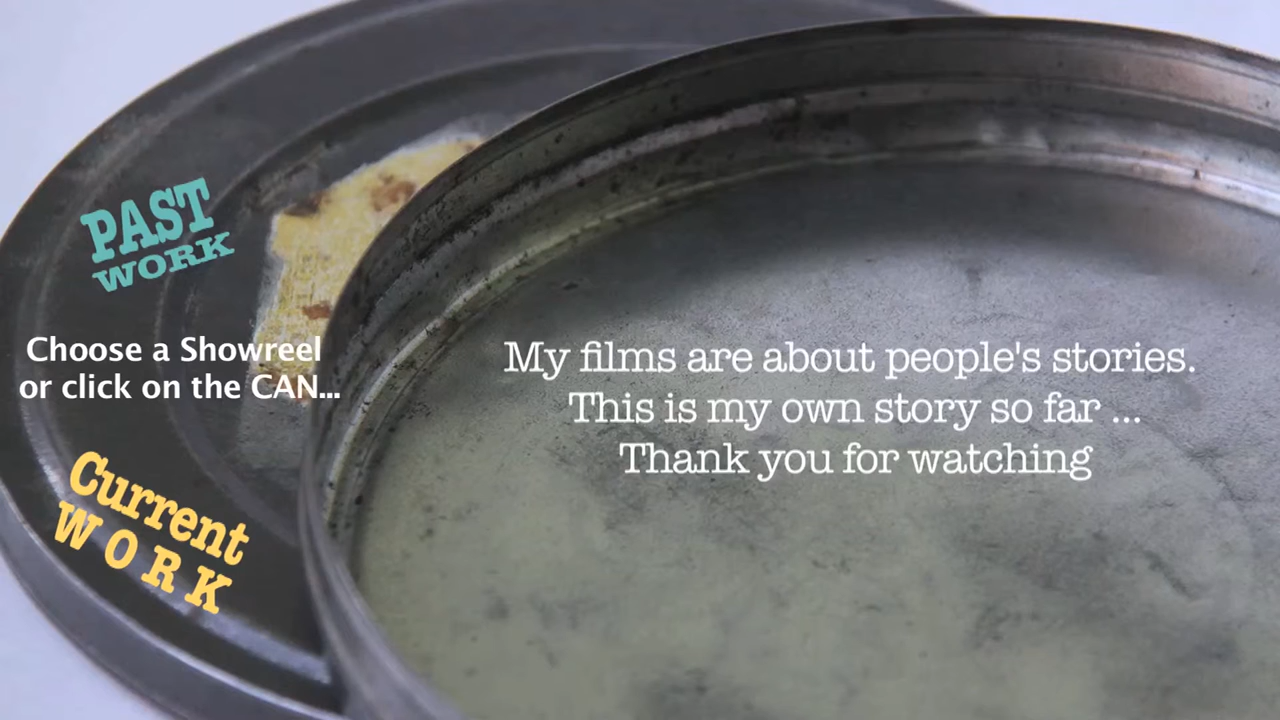 PAST
WORK
Choose a Showreel
or click on the CAN...
Current
WORK
My films are about people's stories.
This is my own story so far ...
Thank you for watching